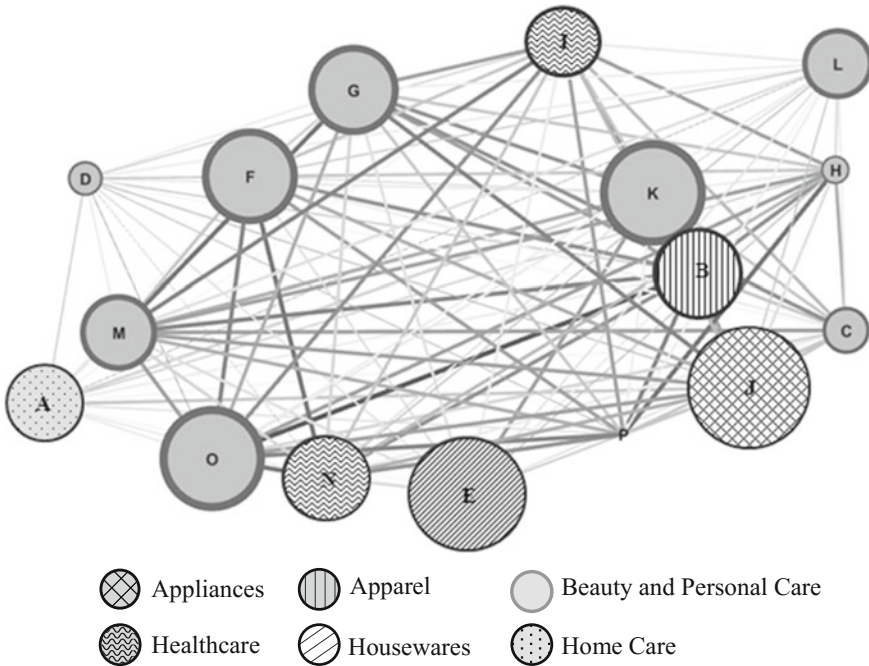 I
L
G
H
D
F
K
B
M
C
A
J
P
O
N
E
Appliances Apparel Beauty and Personal Care
Healthcare Housewares Home Care